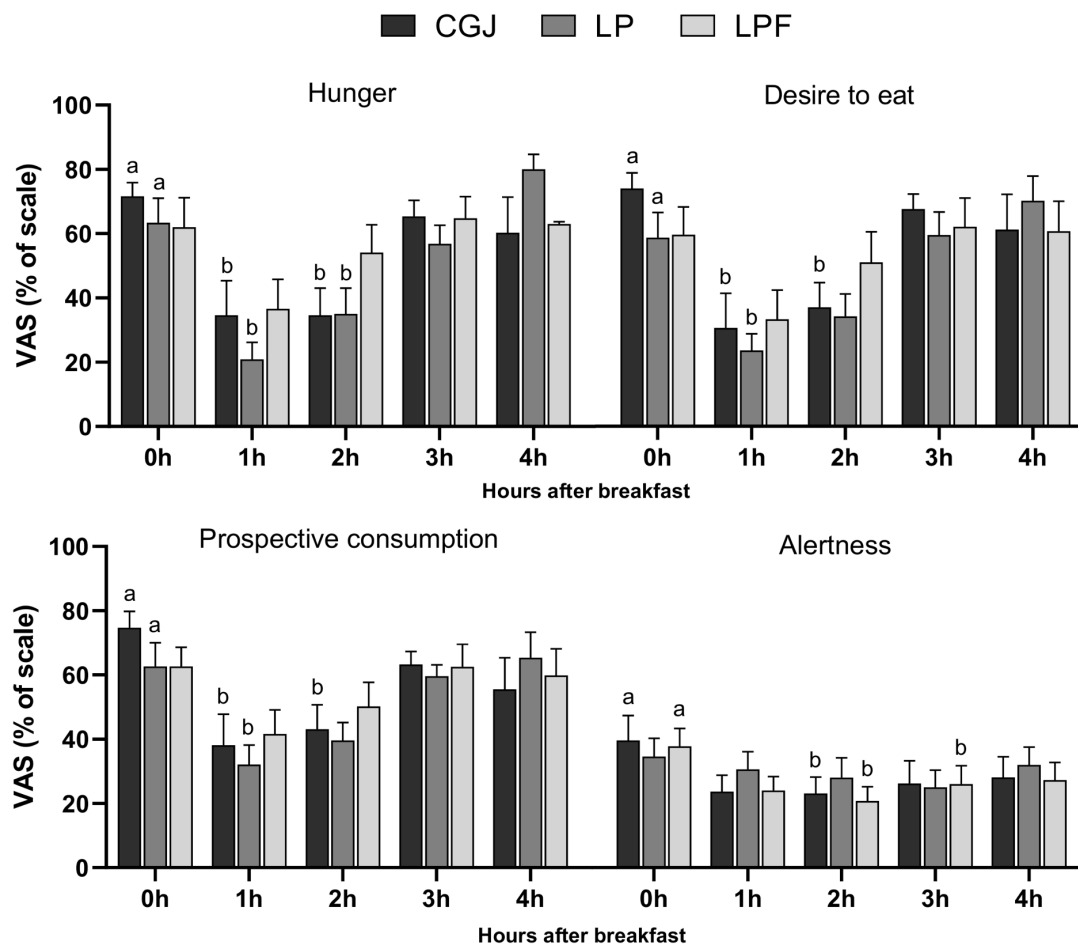 CGJ LP LPF
Hunger Desire to eat
VAS (% of scale)
100
80
60
40
20
0
a a b b b b a a b b b
0h 1h 2h 3h 4h 0h 1h 2h 3h 4h
Hours after breakfast
Prospective consumption Alertness
VAS (% of scale)
100
80
60
40
20
0
a a b b b a a b b b
0h 1h 2h 3h 4h 0h 1h 2h 3h 4h
Hours after breakfast